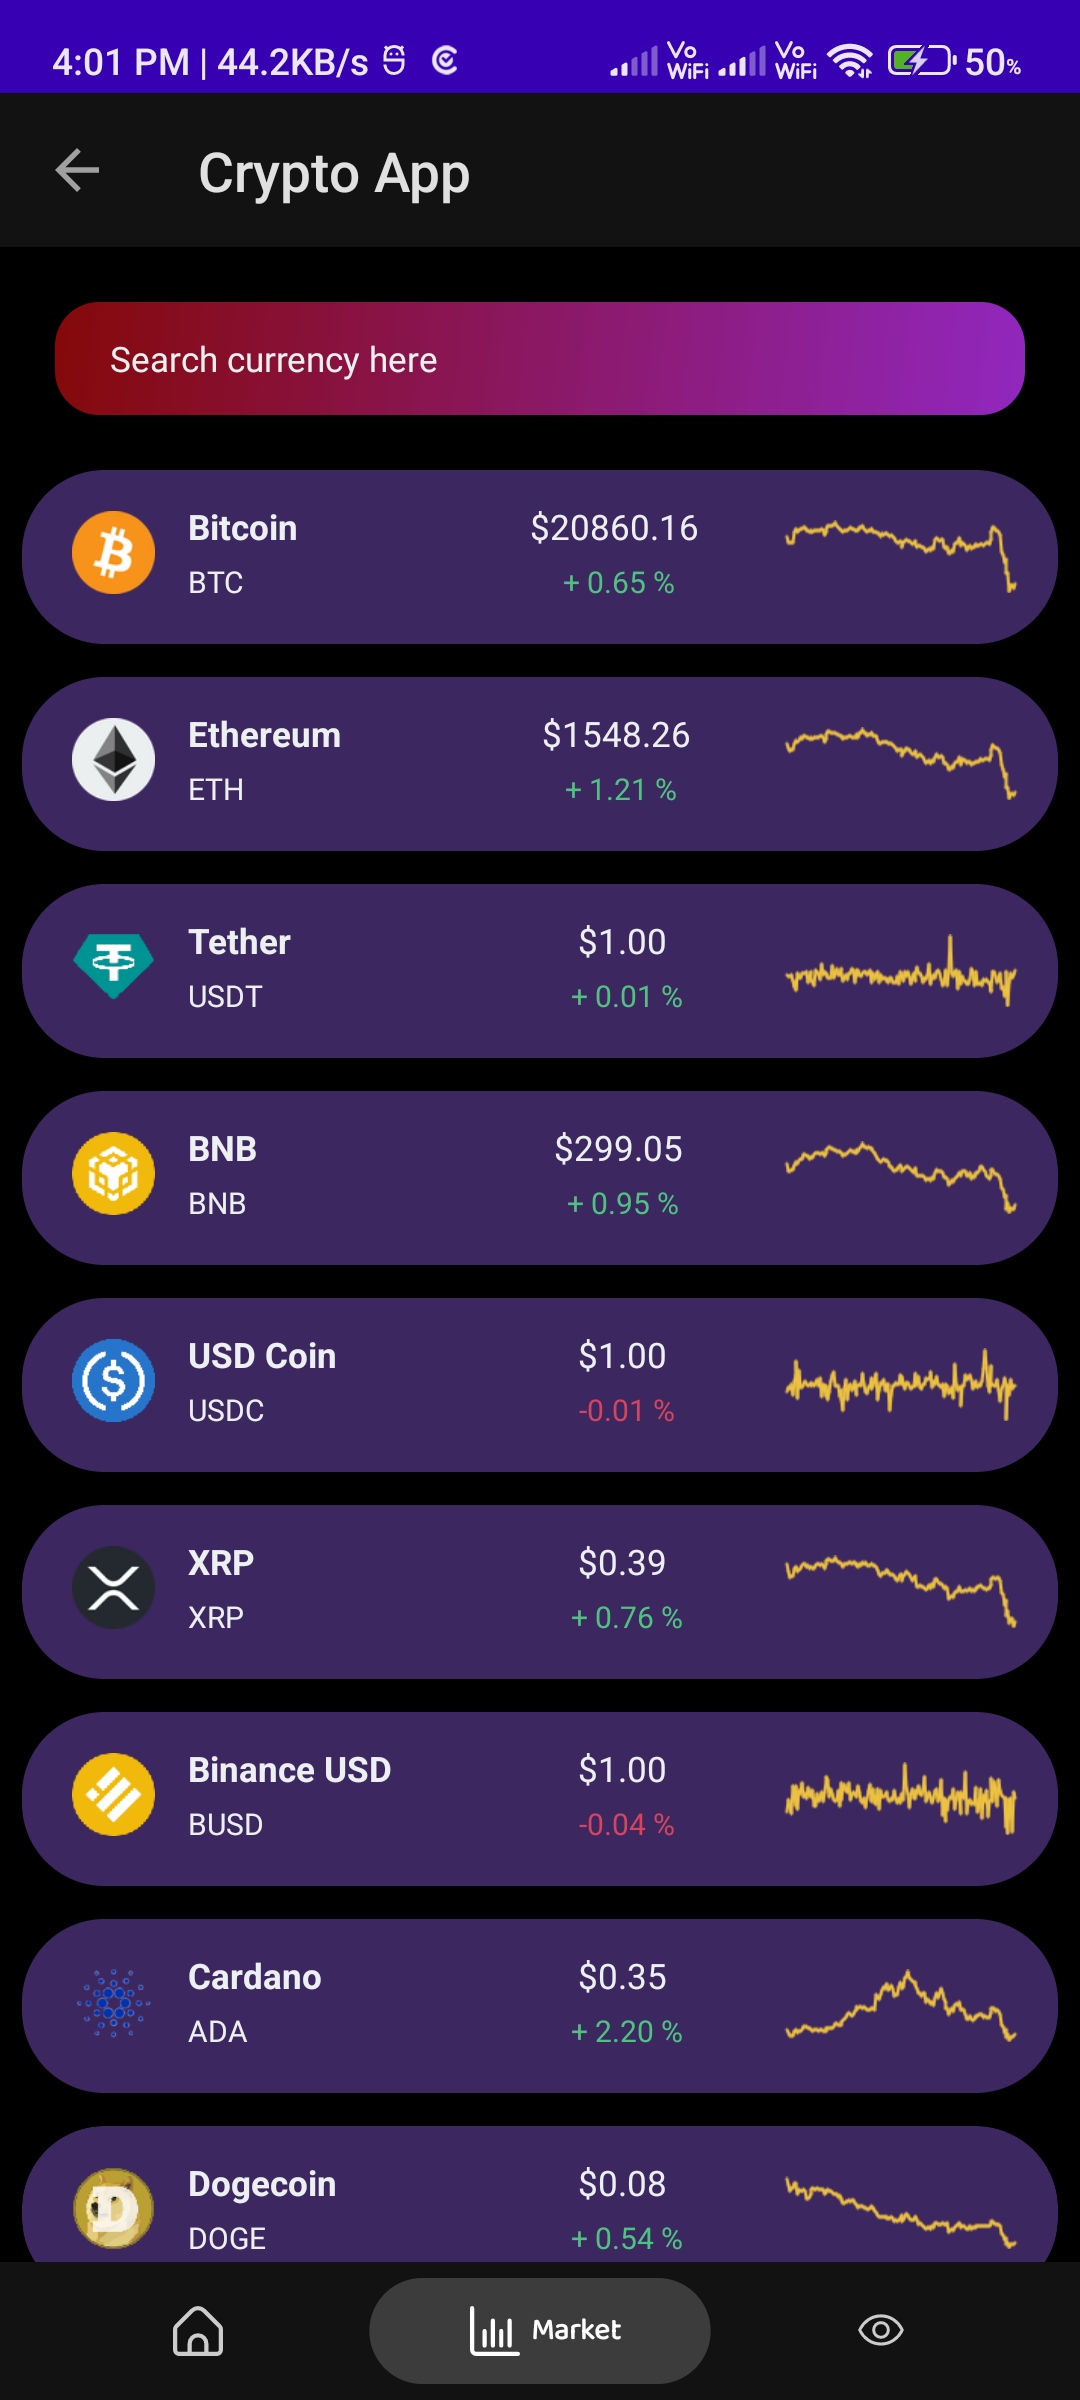 4:01 PM | 44.2KB/s Vo WiFi Vo WiFi 50%
Crypto App
Search currency here
Bitcoin $20860.16
BTC + 0.65 %
Ethereum $1548.26
ETH + 1.21 %
Tether $1.00
USDT + 0.01 %
BNB $299.05
BNB + 0.95 %
USD Coin $1.00
USDC -0.01 %
XRP $0.39
XRP + 0.76 %
Binance USD $1.00
BUSD -0.04 %
Cardano $0.35
ADA + 2.20 %
Dogecoin $0.08
DOGE + 0.54 %
Market